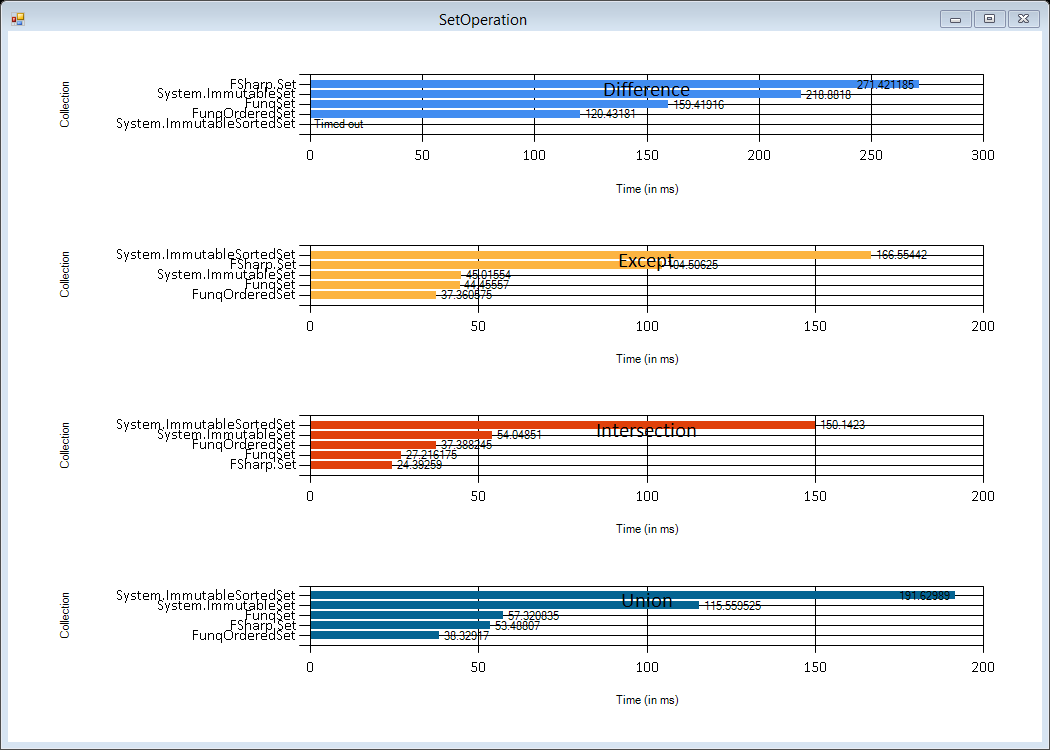 SetOperation
Difference
Collection
FSharp.Set 271.421185
System.ImmutableSet 218.8818
FunqSet 159.41916
FunqOrderedSet 120.43181
System.ImmutableSortedSet Timed out
0 50 100 150 200 250 300
Time (in ms)
Except
Collection
System.ImmutableSortedSet 166.55442
FSharp.Set 104.50625
System.ImmutableSet 45.01554
FunqSet 44.45557
FunqOrderedSet 37.360575
0 50 100 150 200
Time (in ms)
Intersection
Collection
System.ImmutableSortedSet 150.1423
System.ImmutableSet 54.04851
FunqOrderedSet 37.388245
FunqSet 27.216175
FSharp.Set 24.39259
0 50 100 150 200
Time (in ms)
Union
Collection
System.ImmutableSortedSet 191.62989
System.ImmutableSet 115.559525
FunqSet 57.320835
FSharp.Set 53.48807
FunqOrderedSet 38.32917
0 50 100 150 200
Time (in ms)